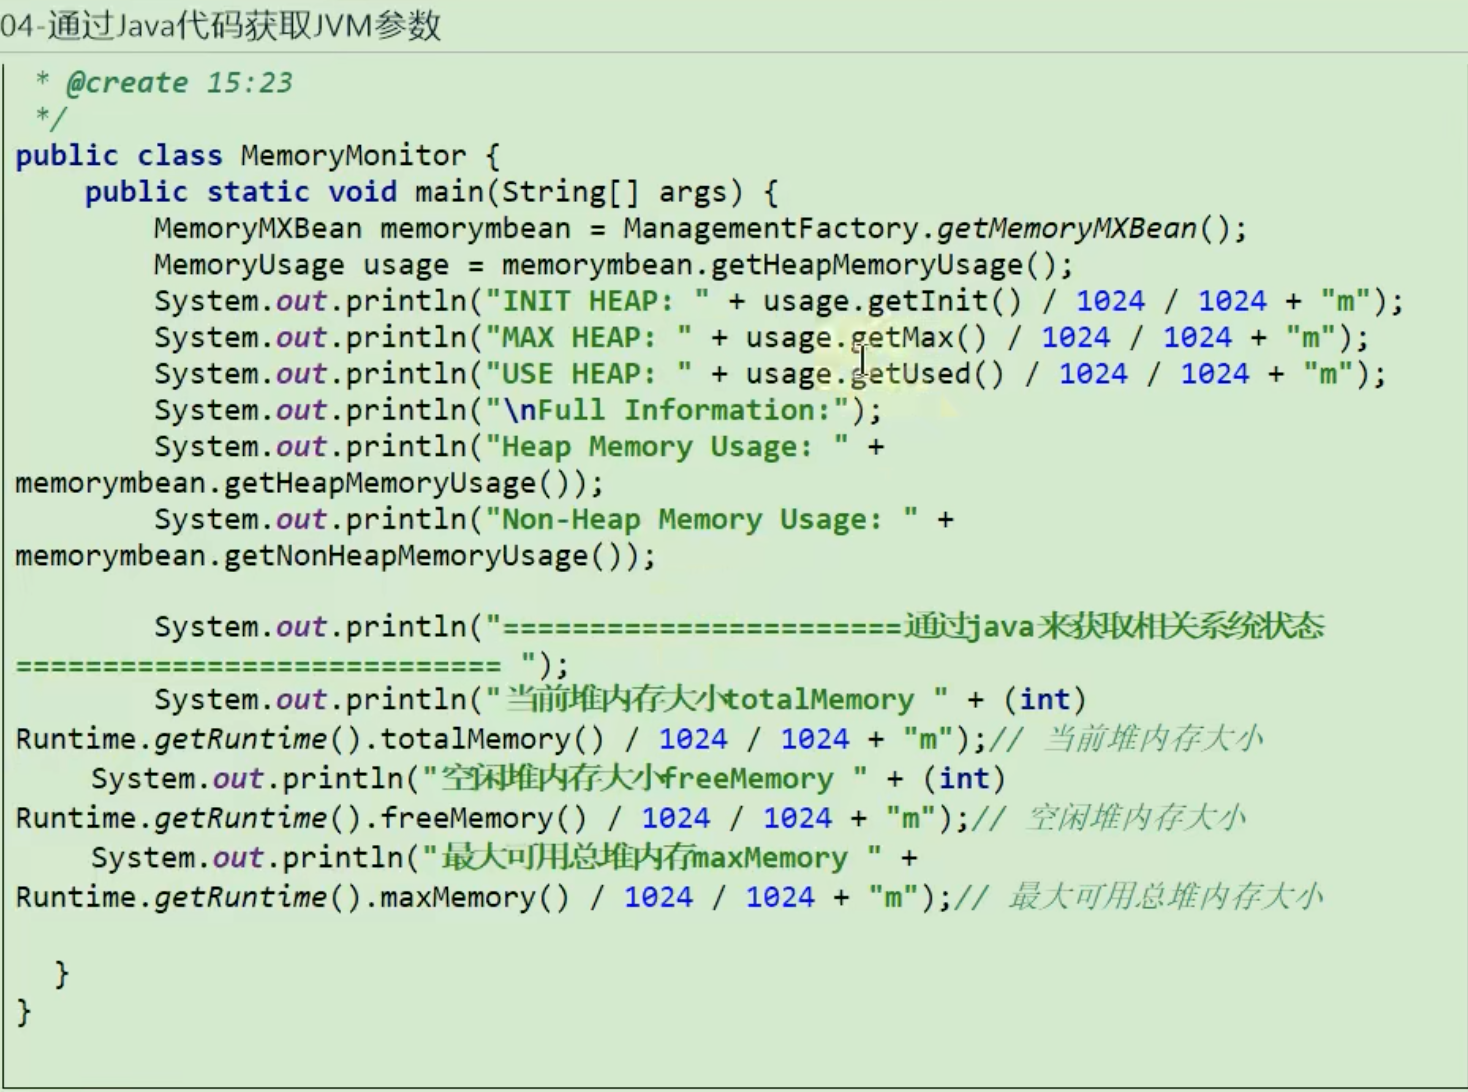 04-通过Java代码获取JVM参数
* @create 15:23
*/
public class MemoryMonitor {
public static void main(String[] args) {
MemoryMXBean memorymbean = ManagementFactory.getMemoryMXBean();
MemoryUsage usage = memorymbean.getHeapMemoryUsage();
System.out.println("INIT HEAP: " + usage.getInit() / 1024 / 1024 + "m");
System.out.println("MAX HEAP: " + usage.getMax() / 1024 / 1024 + "m");
System.out.println("USE HEAP: " + usage.getUsed() / 1024 / 1024 + "m");
System.out.println("\nFull Information:");
System.out.println("Heap Memory Usage: " +
memorymbean.getHeapMemoryUsage());
System.out.println("Non-Heap Memory Usage: " +
memorymbean.getNonHeapMemoryUsage());
System.out.println("=======================通过java来获取相关系统状态
============================ ");
System.out.println("当前堆内存大小totalMemory " + (int)
Runtime.getRuntime().totalMemory() / 1024 / 1024 + "m");// 当前堆内存大小
System.out.println("空闲堆内存大小freeMemory " + (int)
Runtime.getRuntime().freeMemory() / 1024 / 1024 + "m");// 空闲堆内存大小
System.out.println("最大可用总堆内存maxMemory " +
Runtime.getRuntime().maxMemory() / 1024 / 1024 + "m");// 最大可用总堆内存大小
}
}